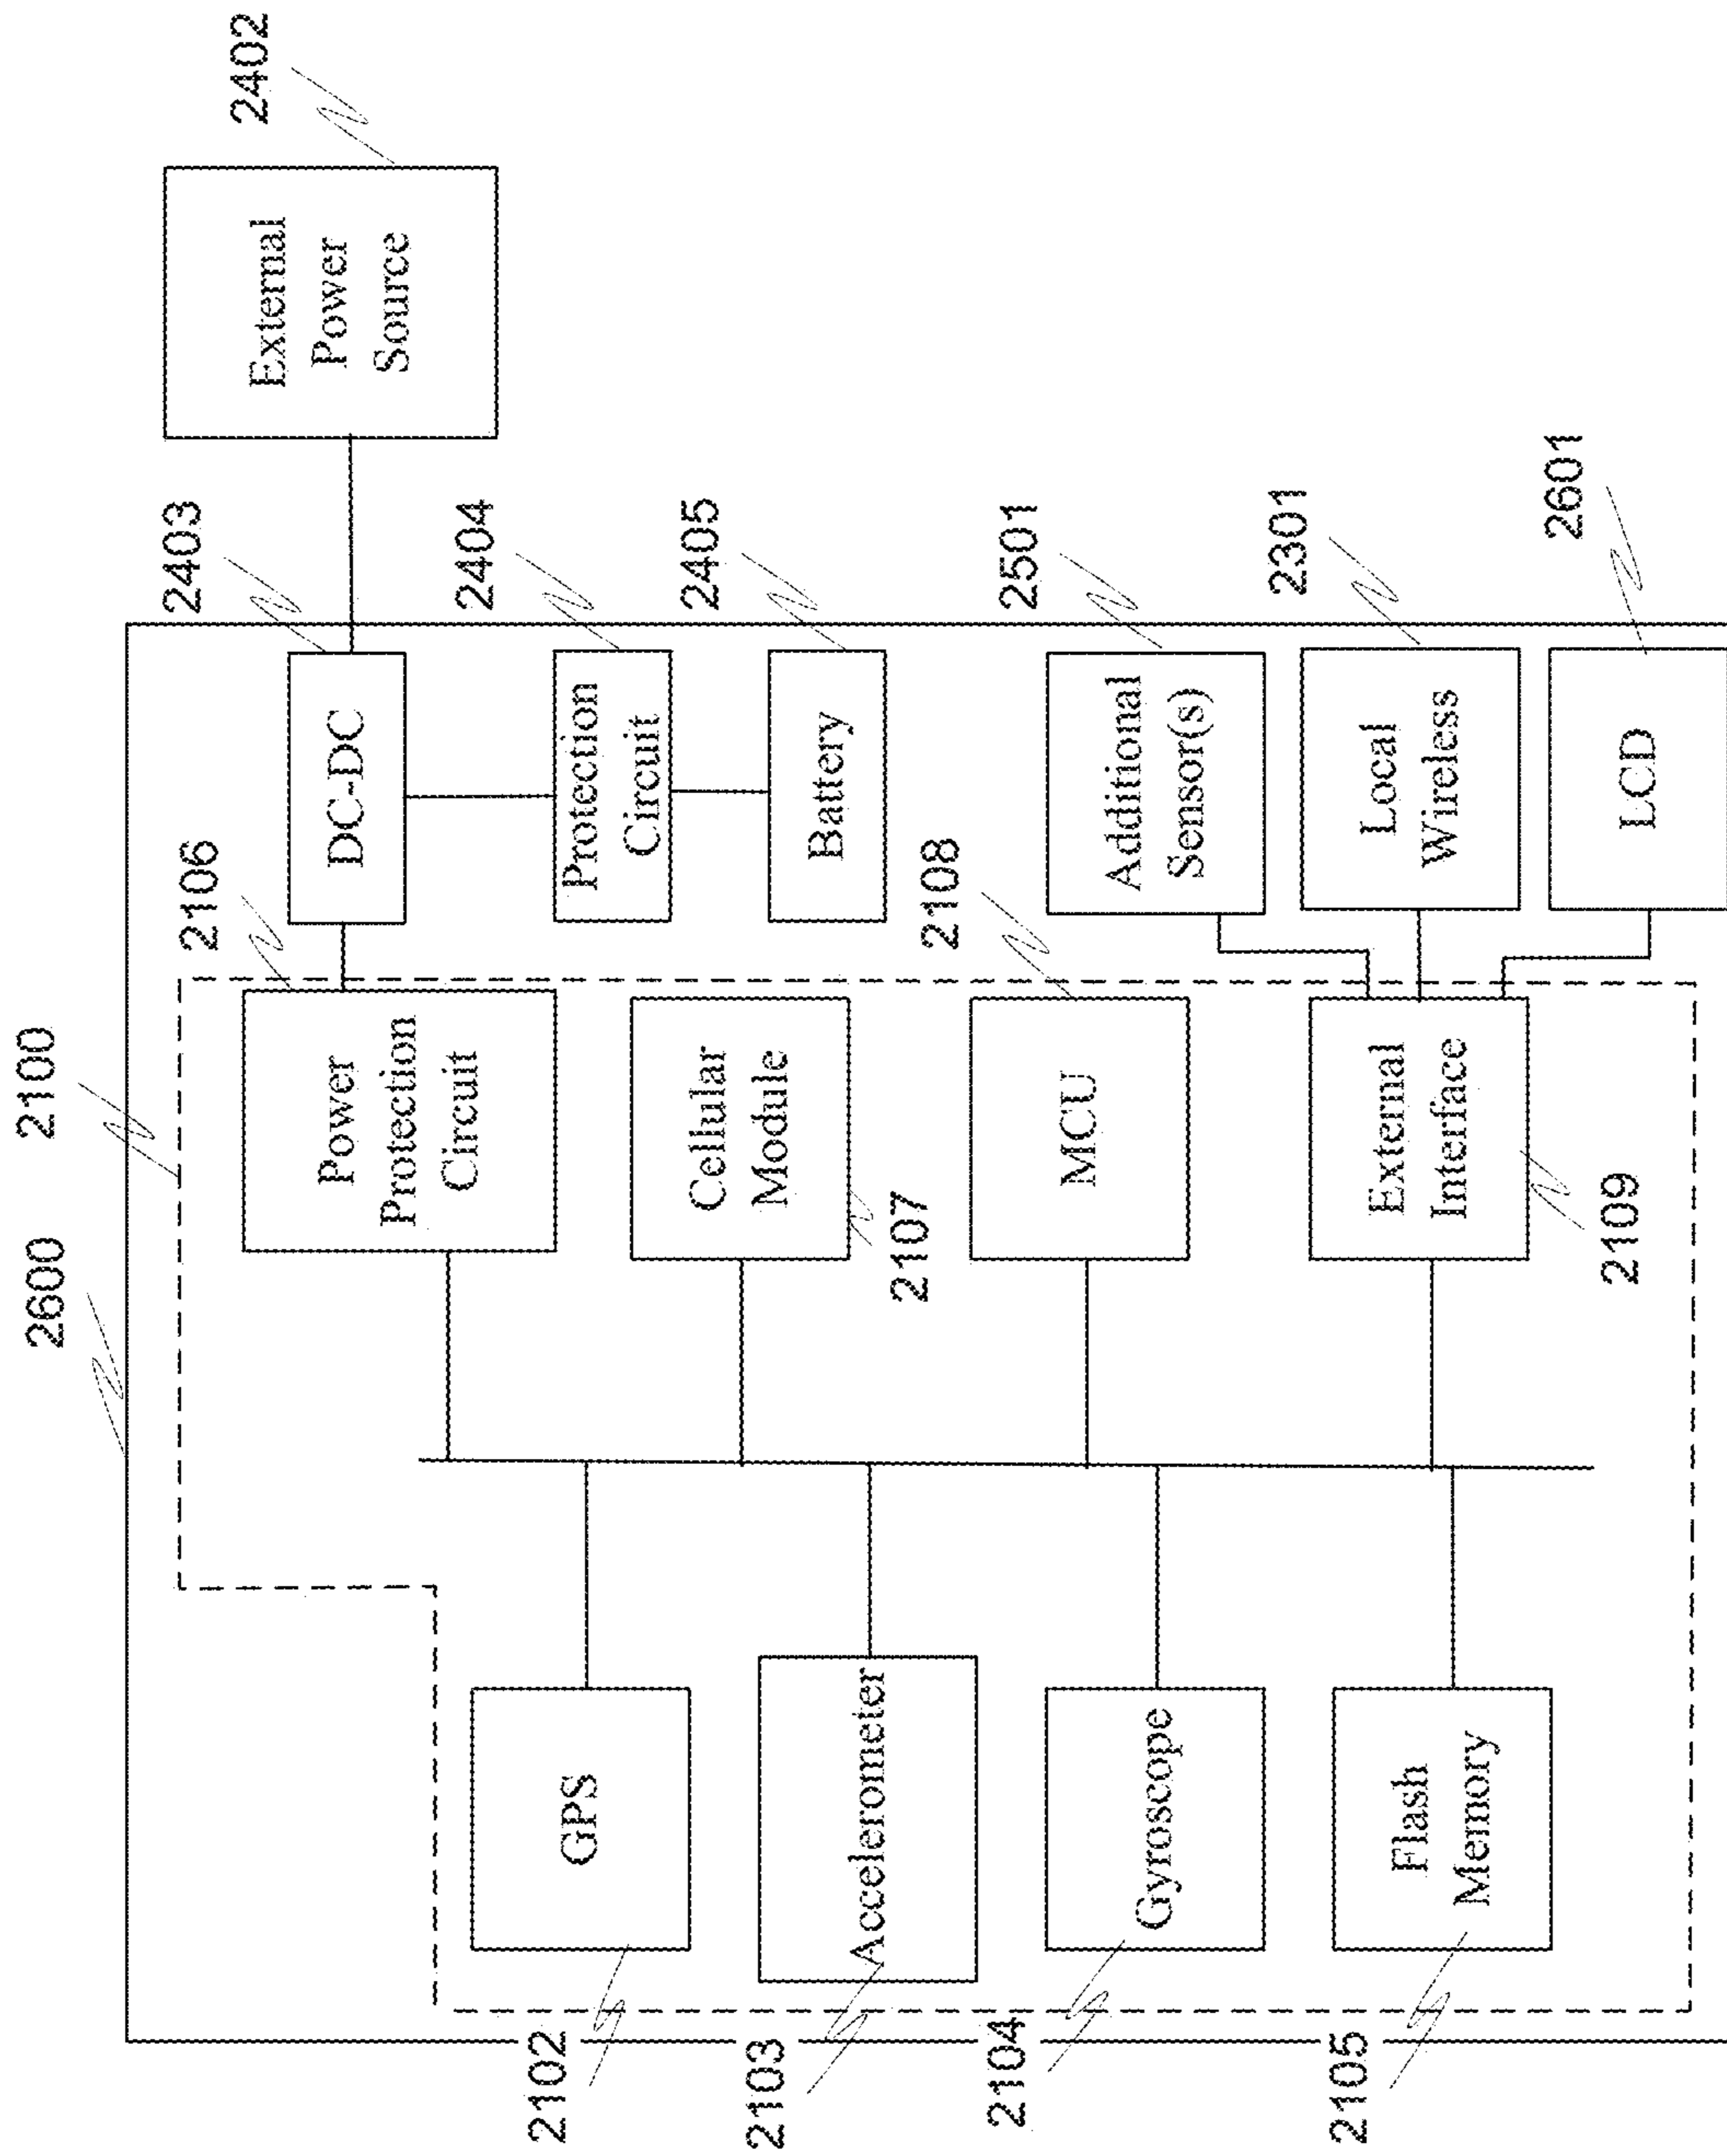 2600
2100
2102
GPS
2103
Accelerometer
2104
Gyroscope
2105
Flash
Memory
2106
Power
Protection
Circuit
Cellular
Module
2107
2108
MCU
External
Interface
2109
2403
DC-DC
2404
Protection
Circuit
2405
Battery
2501
Additional
Sensor(s)
2301
Local
Wireless
2601
LCD
2402
External
Power
Source